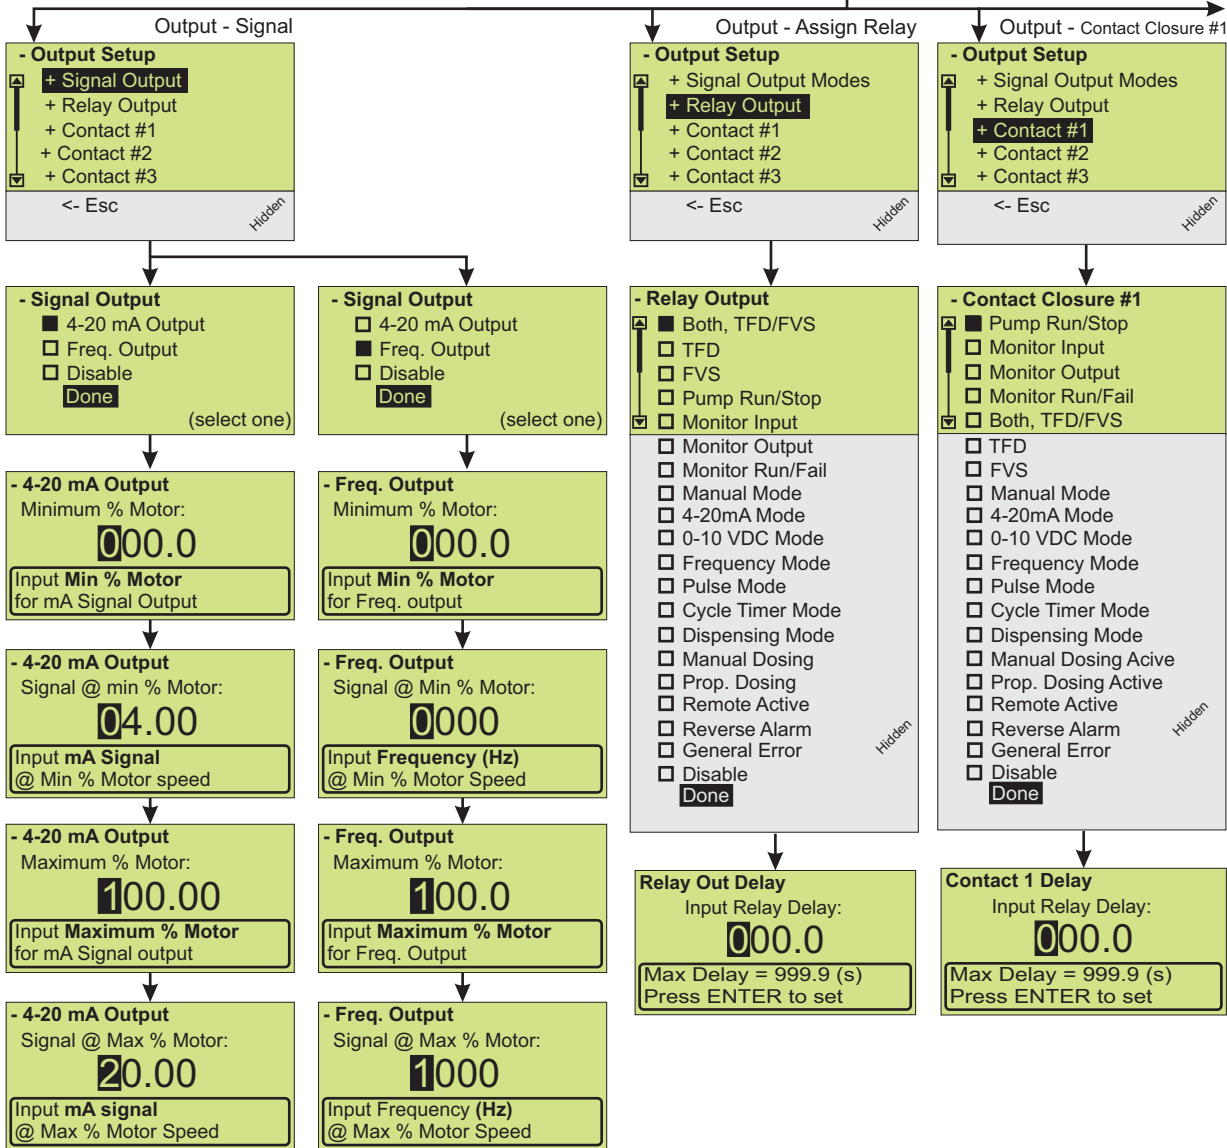 Output - Signal
- Output Setup
+ Signal Output
+ Relay Output
+ Contact #1
+ Contact #2
+ Contact #3
<- Esc
Hidden
- Signal Output
4-20 mA Output
Freq. Output
Disable
Done
(select one)
- 4-20 mA Output
Minimum % Motor:
000.0
Input Min % Motor
for mA Signal Output
- 4-20 mA Output
Signal @ min % Motor:
04.00
Input mA Signal
@ Min % Motor speed
- 4-20 mA Output
Maximum % Motor:
100.00
Input Maximum % Motor
for mA Signal output
- 4-20 mA Output
Signal @ Max % Motor:
20.00
Input mA signal
@ Max % Motor Speed
- Signal Output
4-20 mA Output
Freq. Output
Disable
Done
(select one)
- Freq. Output
Minimum % Motor:
000.0
Input Min % Motor
for Freq. output
- Freq. Output
Signal @ Min % Motor:
0000
Input Frequency (Hz)
@ Min % Motor Speed
- Freq. Output
Maximum % Motor:
100.0
Input Maximum % Motor
for Freq. Output
- Freq. Output
Signal @ Max % Motor:
1000
Input Frequency (Hz)
@ Max % Motor Speed
Output - Assign Relay
- Output Setup
+ Signal Output Modes
+ Relay Output
+ Contact #1
+ Contact #2
+ Contact #3
<- Esc
Hidden
- Relay Output
Both, TFD/FVS
TFD
FVS
Pump Run/Stop
Monitor Input
Monitor Output
Monitor Run/Fail
Manual Mode
4-20mA Mode
0-10 VDC Mode
Frequency Mode
Pulse Mode
Cycle Timer Mode
Dispensing Mode
Manual Dosing
Prop. Dosing
Remote Active
Reverse Alarm
General Error
Disable
Done
Hidden
Relay Out Delay
Input Relay Delay:
000.0
Max Delay = 999.9 (s)
Press ENTER to set
Output - Contact Closure #1
- Output Setup
+ Signal Output Modes
+ Relay Output
+ Contact #1
+ Contact #2
+ Contact #3
<- Esc
Hidden
- Contact Closure #1
Pump Run/Stop
Monitor Input
Monitor Output
Monitor Run/Fail
Both, TFD/FVS
TFD
FVS
Manual Mode
4-20mA Mode
0-10 VDC Mode
Frequency Mode
Pulse Mode
Cycle Timer Mode
Dispensing Mode
Manual Dosing Acive
Prop. Dosing Active
Remote Active
Reverse Alarm
General Error
Disable
Done
Hidden
Contact 1 Delay
Input Relay Delay:
000.0
Max Delay = 999.9 (s)
Press ENTER to set